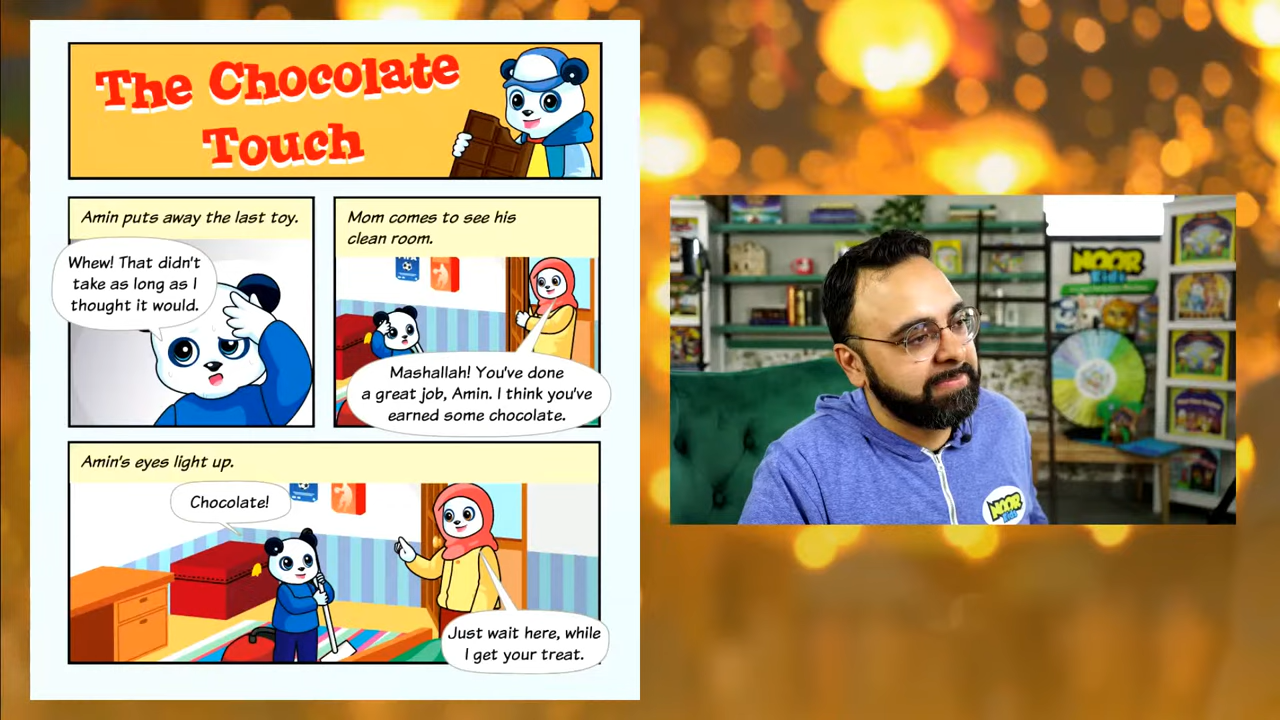 The Chocolate
Touch
Amin puts away the last toy.
Whew! That didn't
take as long as I
thought it would.
Mom comes to see his
clean room.
Mashallah! You've done
a great job, Amin. I think you've
earned some chocolate.
Amin's eyes light up.
Chocolate!
Just wait here, while
I get your treat.
NOOR
Kids
NOOR
Kids